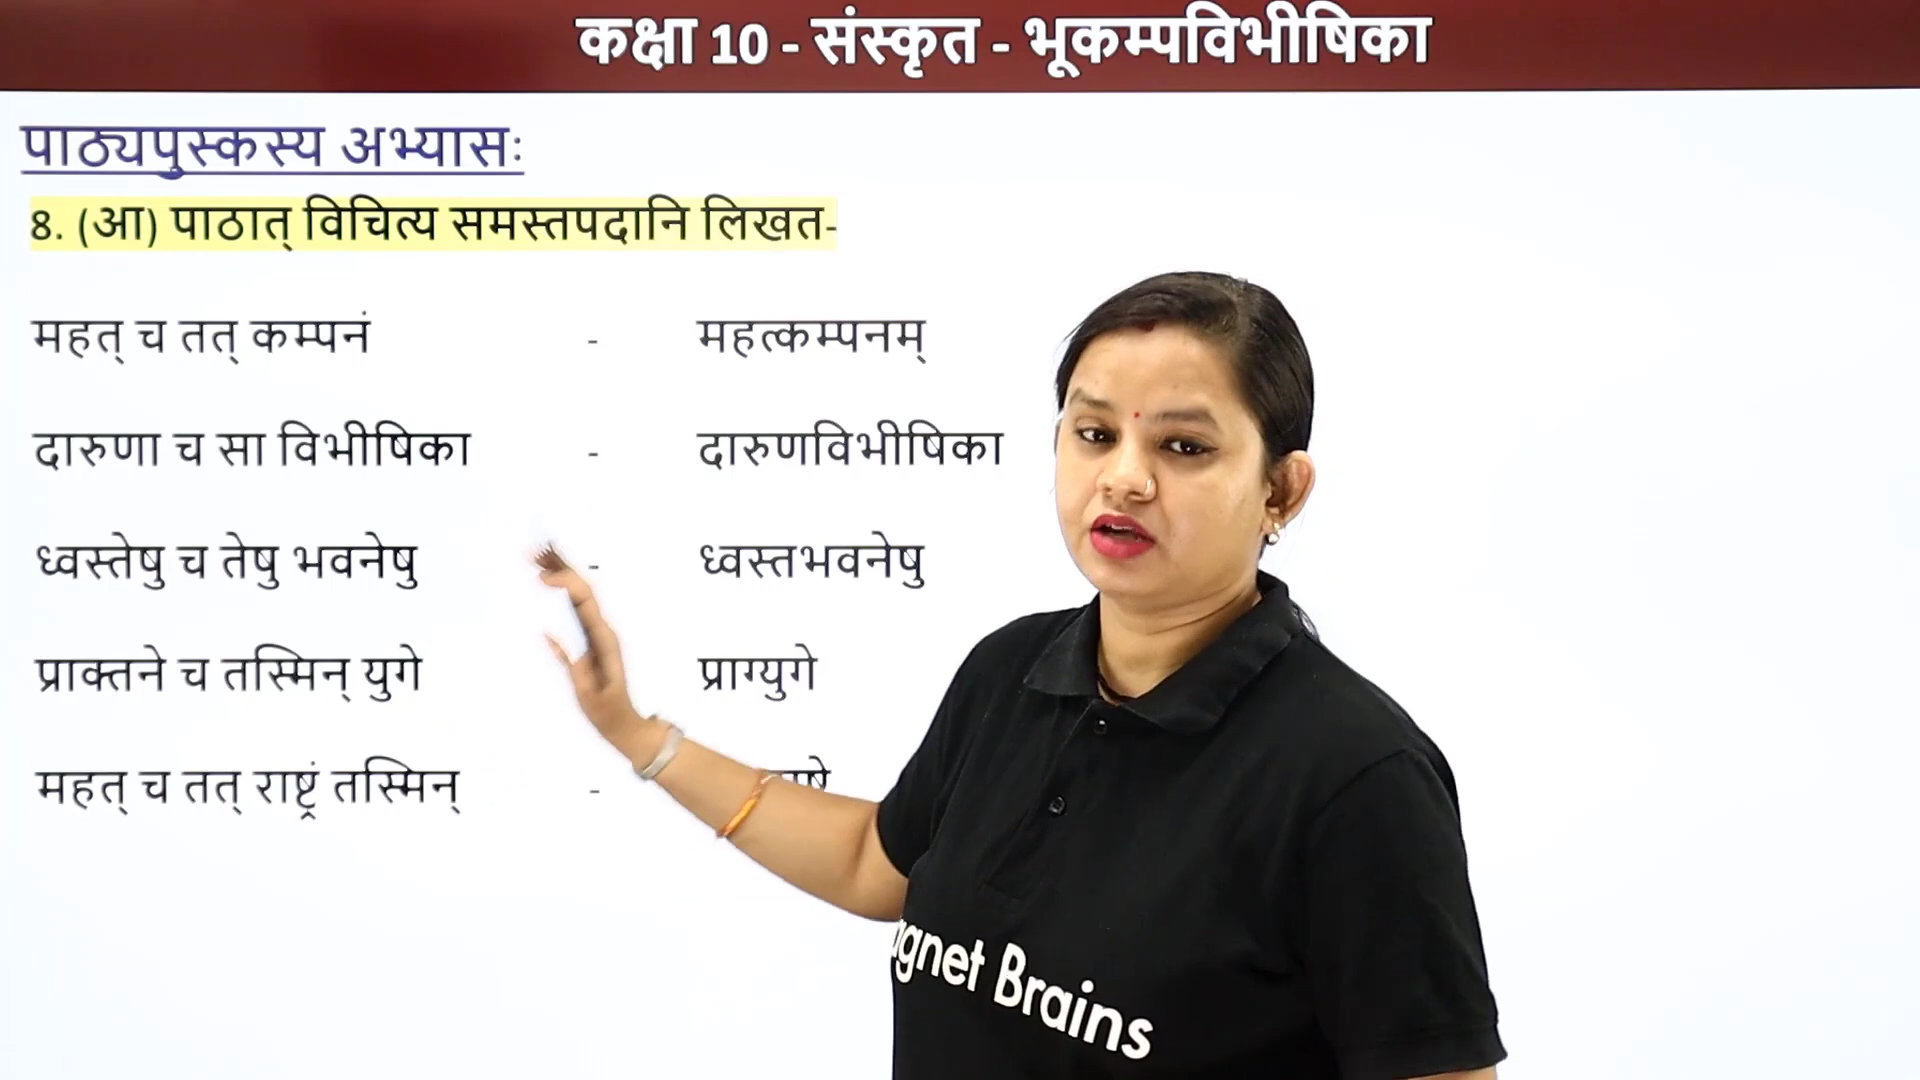 कक्षा 10 - संस्कृत - भूकम्पविभीषिका
पाठ्यपुस्कस्य अभ्यासः
8. (आ) पाठात् विचित्य समस्तपदानि लिखत-
महत् च तत् कम्पनं - महत्कम्पनम्
दारुणा च सा विभीषिका - दारुणविभीषिका
ध्वस्तेषु च तेषु भवनेषु - ध्वस्तभवनेषु
प्राक्तने च तस्मिन् युगे प्राग्युगे
महत् च तत् राष्ट्रं तस्मिन् -
Brains